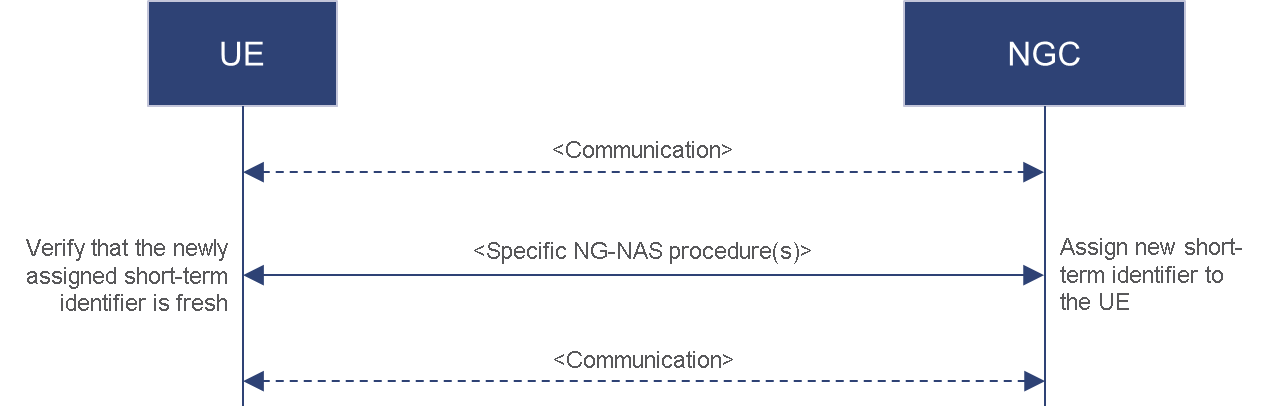 UE
NGC
<Communication>
Verify that the newly
assigned short-term
identifier is fresh
<Specific NG-NAS procedure(s)>
Assign new short-
term identifier to
the UE
<Communication>